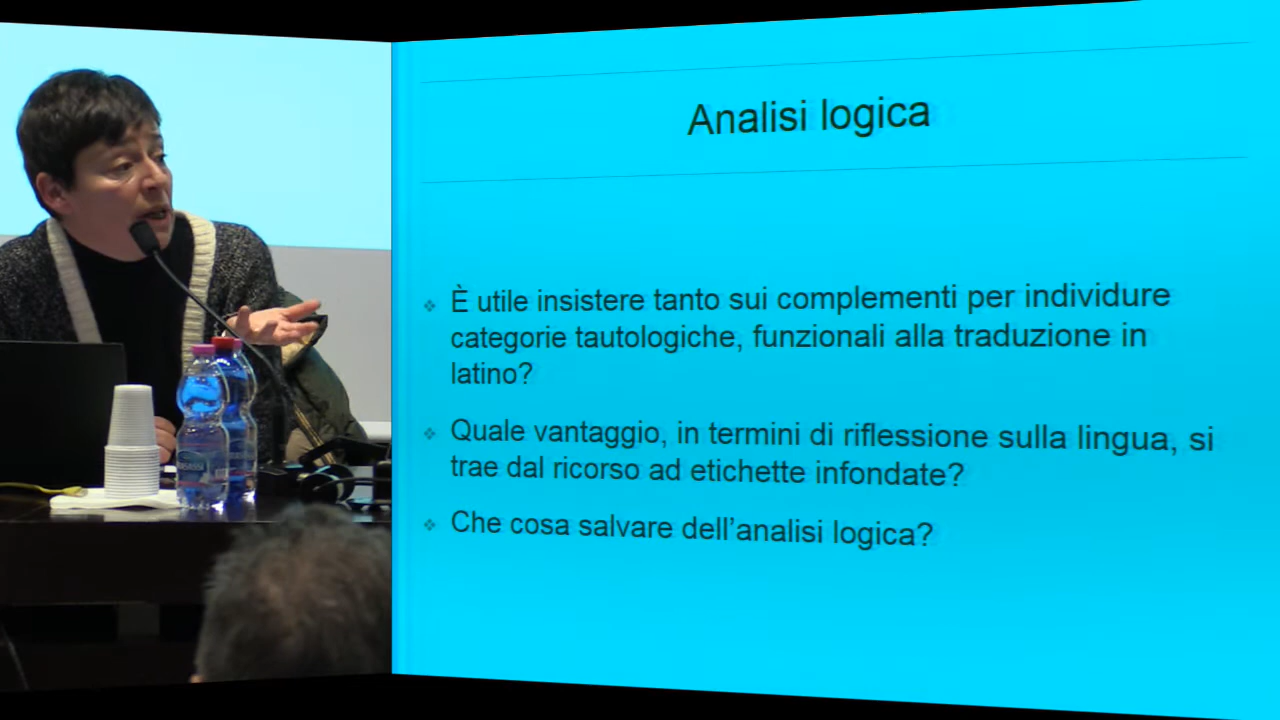 Analisi logica
È utile insistere tanto sui complementi per individure
categorie tautologiche, funzionali alla traduzione in
latino?
Quale vantaggio, in termini di riflessione sulla lingua, si
trae dal ricorso ad etichette infondate?
Che cosa salvare dell'analisi logica?